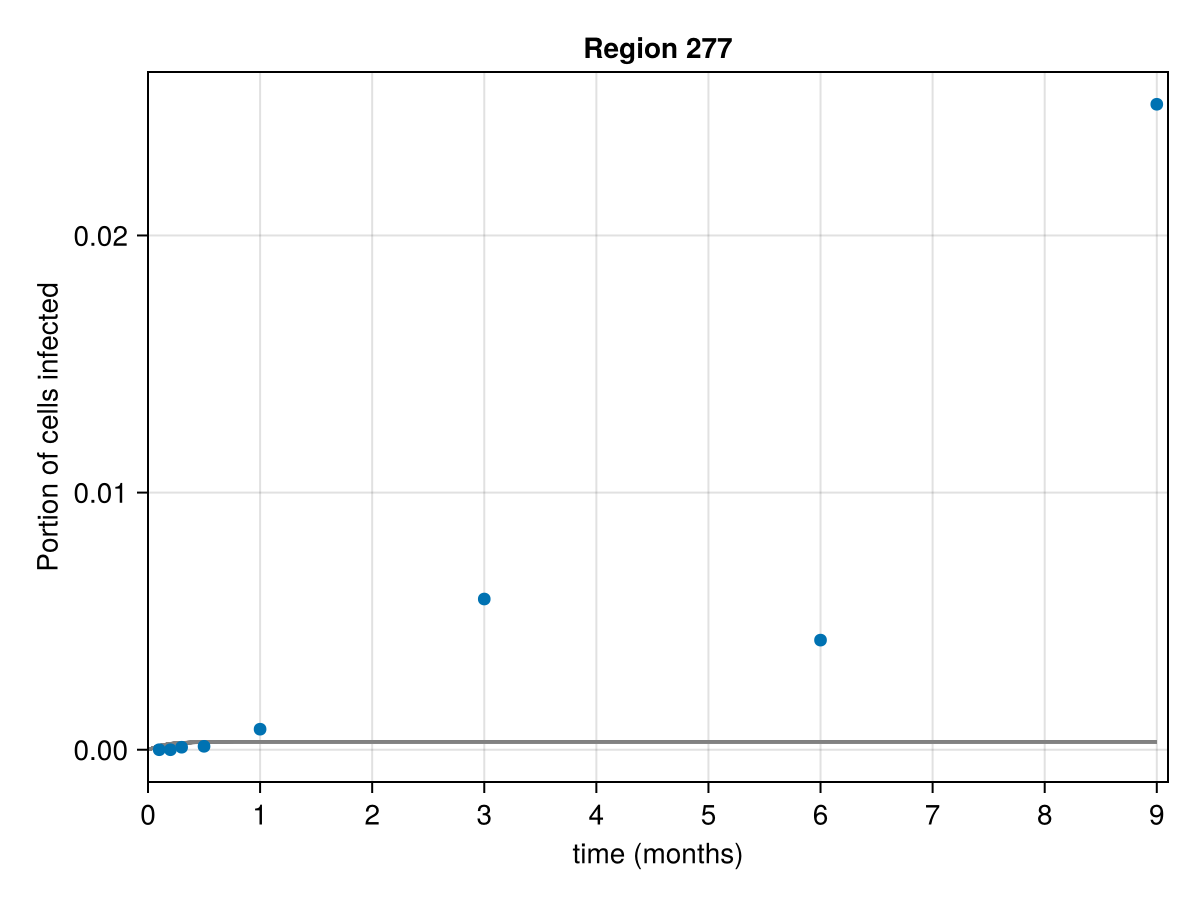 Region 277
Portion of cells infected
0.02
0.01
0.00
0 1 2 3 4 5 6 7 8 9
time (months)